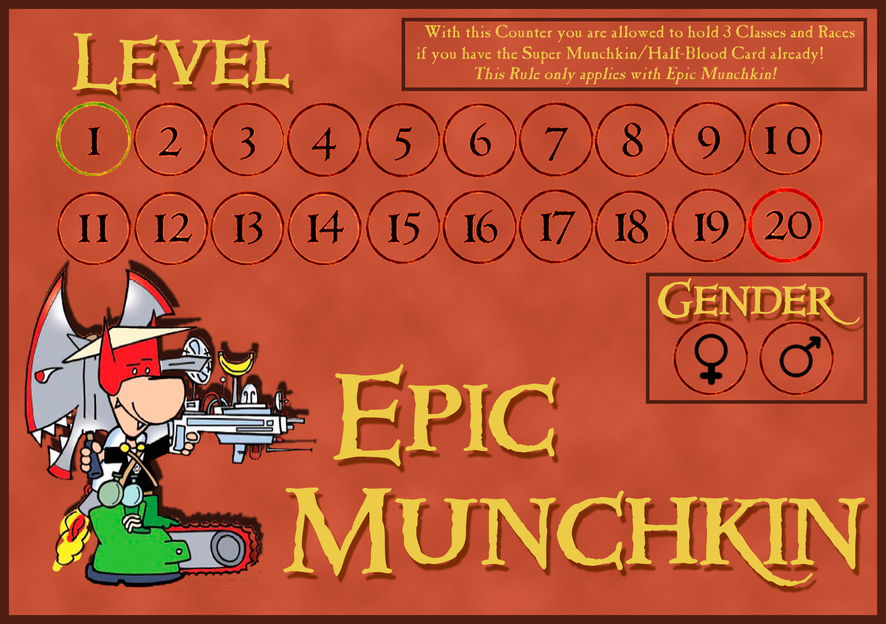 LEVEL
With this Counter you are allowed to hold 3 Classes and Races
if you have the Super Munchkin/Half-Blood Card already!
This Rule only applies with Epic Munchkin!
1 2 3 4 5 6 7 8 9 10
11 12 13 14 15 16 17 18 19 20
GENDER
♀ ♂
EPIC
MUNCHKIN